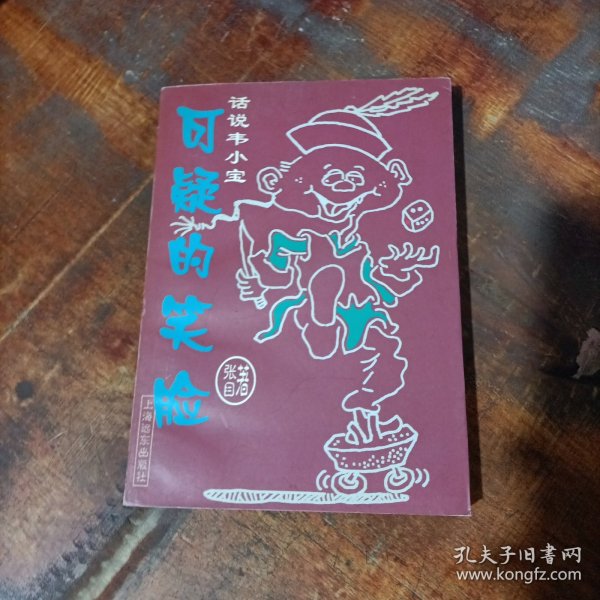 话说韦小宝
可疑的笑脸
张目著
上海远东出版社
孔夫子旧书网
www.kongfz.com